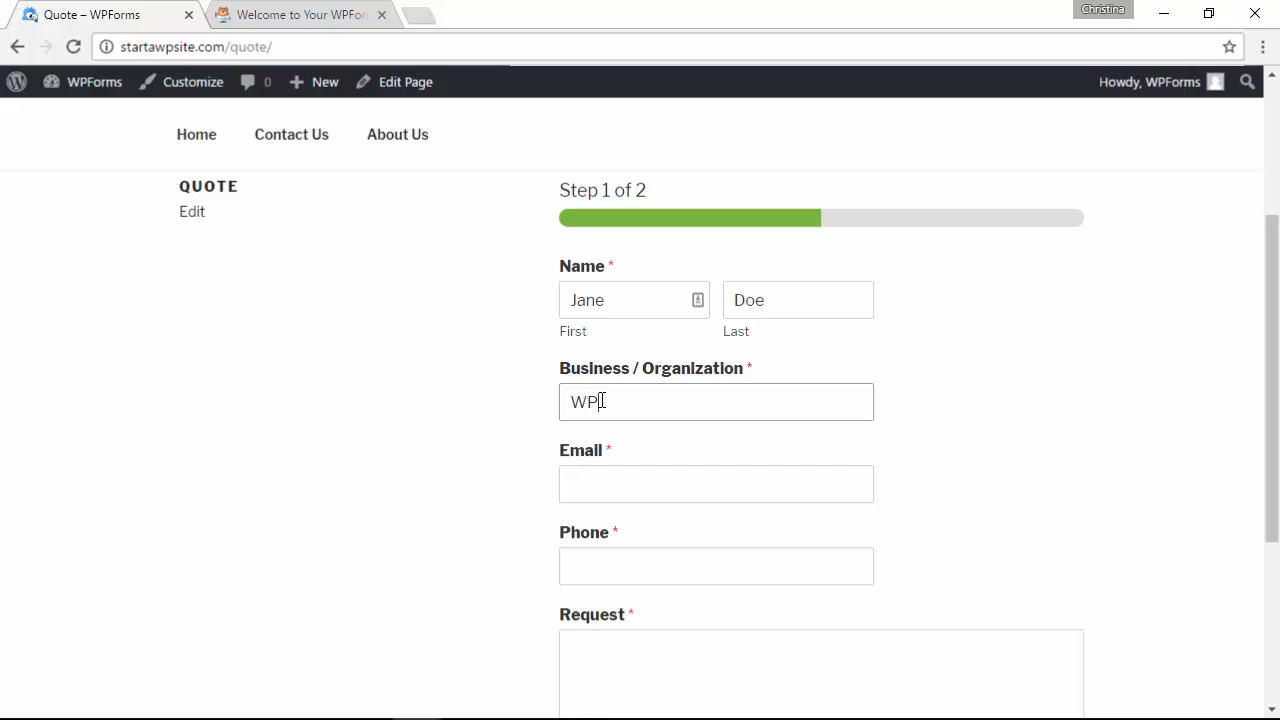 Quote – WPForms
Welcome to Your WPFor
Christina
startawpsite.com/quote/
WPForms
Customize
0
New
Edit Page
Howdy, WPForms
Home
Contact Us
About Us
QUOTE
Edit
Step 1 of 2
Name *
Jane
Doe
First
Last
Business / Organization *
WP
Email *
Phone *
Request *